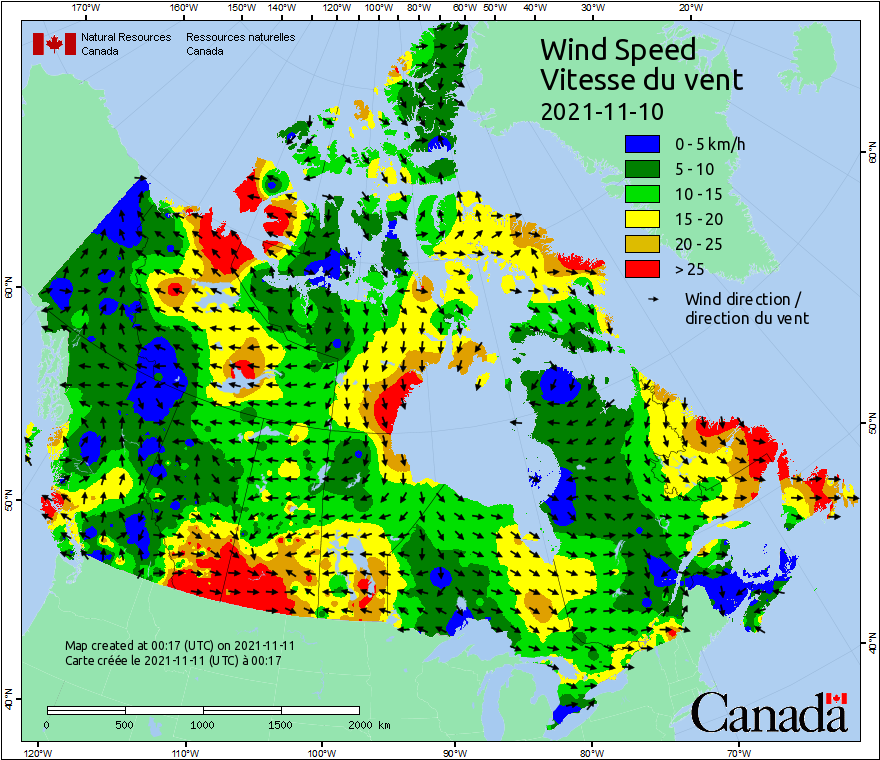 170°W 160°W 150°W 140°W 130°W 120°W 110°W 100°W 90°W 80°W 70°W 60°W 50°W 40°W 30°W 20°W
Natural Resources Ressources naturelles
Canada Canada
Wind Speed
Vitesse du vent
2021-11-10
0 - 5 km/h
5 - 10
10 - 15
15 - 20
20 - 25
> 25
Wind direction /
direction du vent
60°N
60°N
50°N
50°N
40°N
40°N
Map created at 00:17 (UTC) on 2021-11-11
Carte créée le 2021-11-11 (UTC) à 00:17
0 500 1000 1500 2000 km
Canada
120°W 110°W 100°W 90°W 80°W 70°W